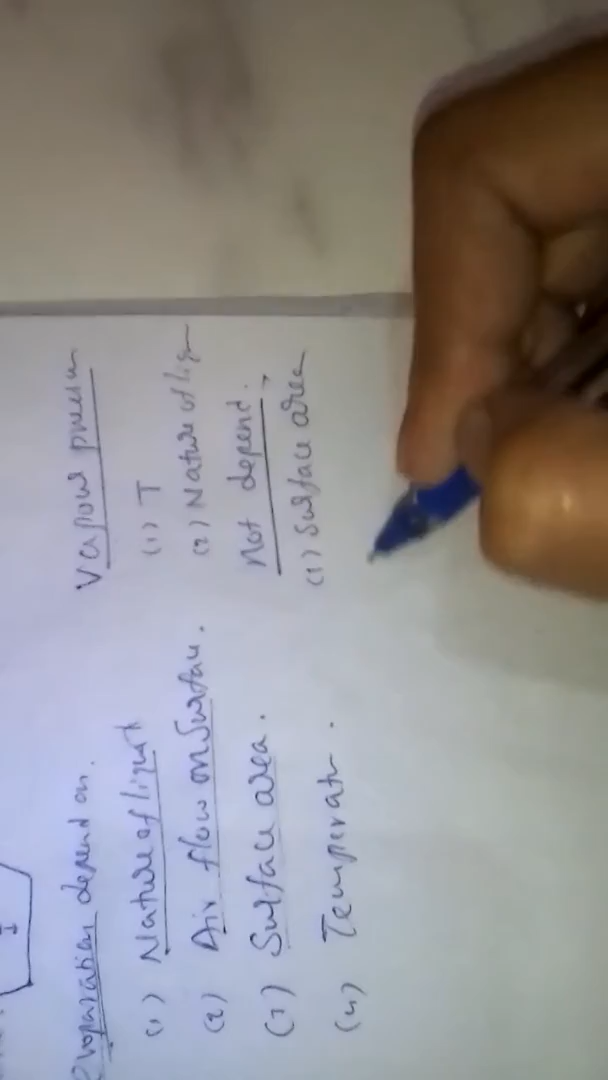 Evaporation depend on.
(1) Nature of liquid
(2) Air flow on Surface.
(3) Surface area.
(4) Temperatur.
Vapour pressure
(1) T
(2) Nature of liq
Not depend.
(1) Surface area